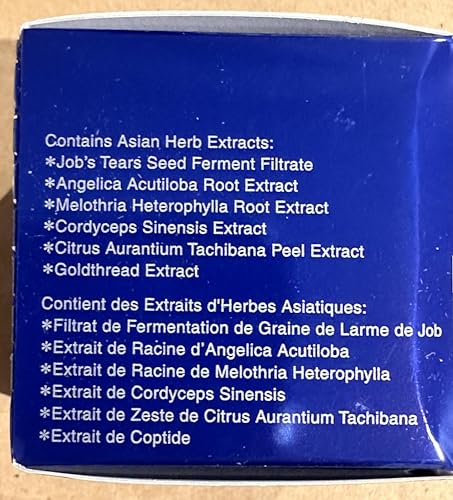 Contains Asian Herb Extracts:
*Job's Tears Seed Ferment Filtrate
*Angelica Acutiloba Root Extract
*Melothria Heterophylla Root Extract
*Cordyceps Sinensis Extract
*Citrus Aurantium Tachibana Peel Extract
*Goldthread Extract
Contient des Extraits d'Herbes Asiatiques:
*Filtrat de Fermentation de Graine de Larme de Job
*Extrait de Racine d'Angelica Acutiloba
*Extrait de Racine de Melothria Heterophylla
*Extrait de Cordyceps Sinensis
*Extrait de Zeste de Citrus Aurantium Tachibana
*Extrait de Coptide